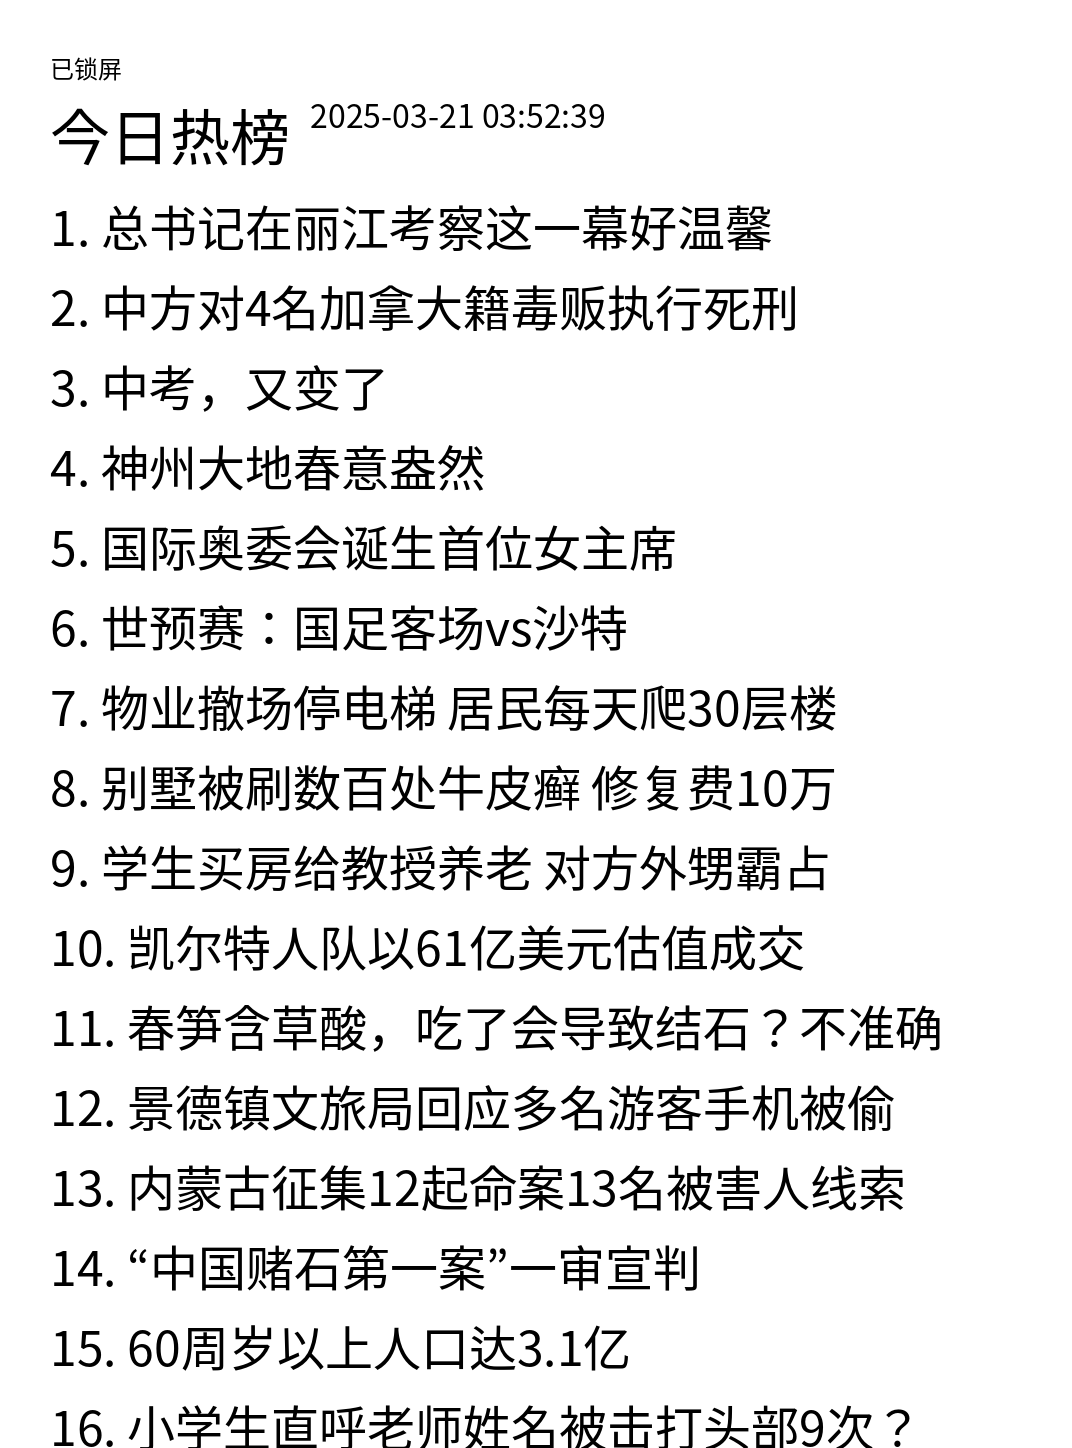 已锁屏
今日热榜 2025-03-21 03:52:39
1. 总书记在丽江考察这一幕好温馨
2. 中方对4名加拿大籍毒贩执行死刑
3. 中考，又变了
4. 神州大地春意盎然
5. 国际奥委会诞生首位女主席
6. 世预赛：国足客场vs沙特
7. 物业撤场停电梯 居民每天爬30层楼
8. 别墅被刷数百处牛皮癣 修复费10万
9. 学生买房给教授养老 对方外甥霸占
10. 凯尔特人队以61亿美元估值成交
11. 春笋含草酸，吃了会导致结石？不准确
12. 景德镇文旅局回应多名游客手机被偷
13. 内蒙古征集12起命案13名被害人线索
14. “中国赌石第一案”一审宣判
15. 60周岁以上人口达3.1亿
16. 小学生直呼老师姓名被击打头部9次？